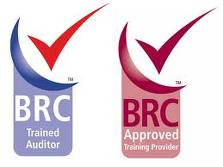 TM
BRC
Trained
Auditor
TM
BRC
Approved
Training Provider